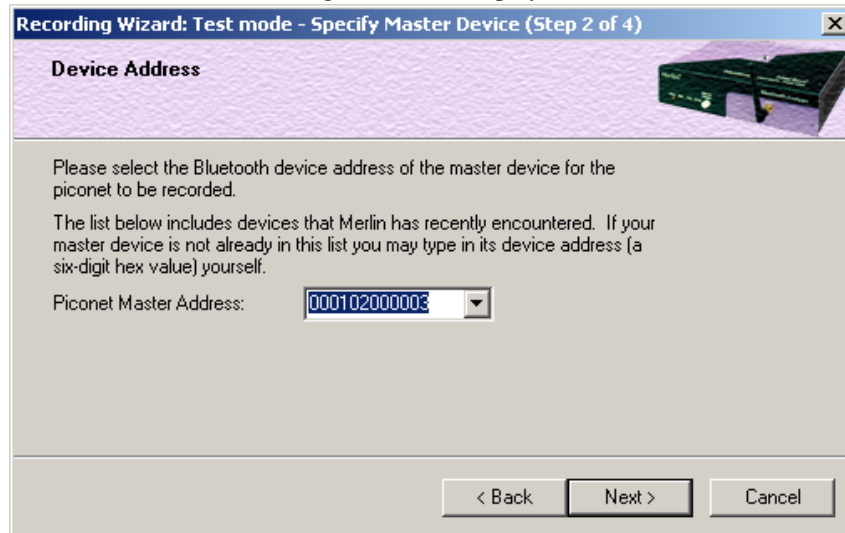 Recording Wizard: Test mode - Specify Master Device (Step 2 of 4)
Device Address
Please select the Bluetooth device address of the master device for the
piconet to be recorded.
The list below includes devices that Merlin has recently encountered.  If your
master device is not already in this list you may type in its device address (a
six-digit hex value) yourself.
Piconet Master Address: 000102000003
< Back Next > Cancel